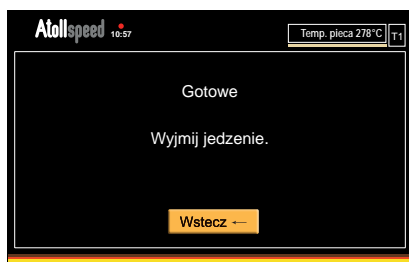 Atollspeed 10:57
Temp. pieca 278°C T1
Gotowe
Wyjmij jedzenie.
Wstecz ←